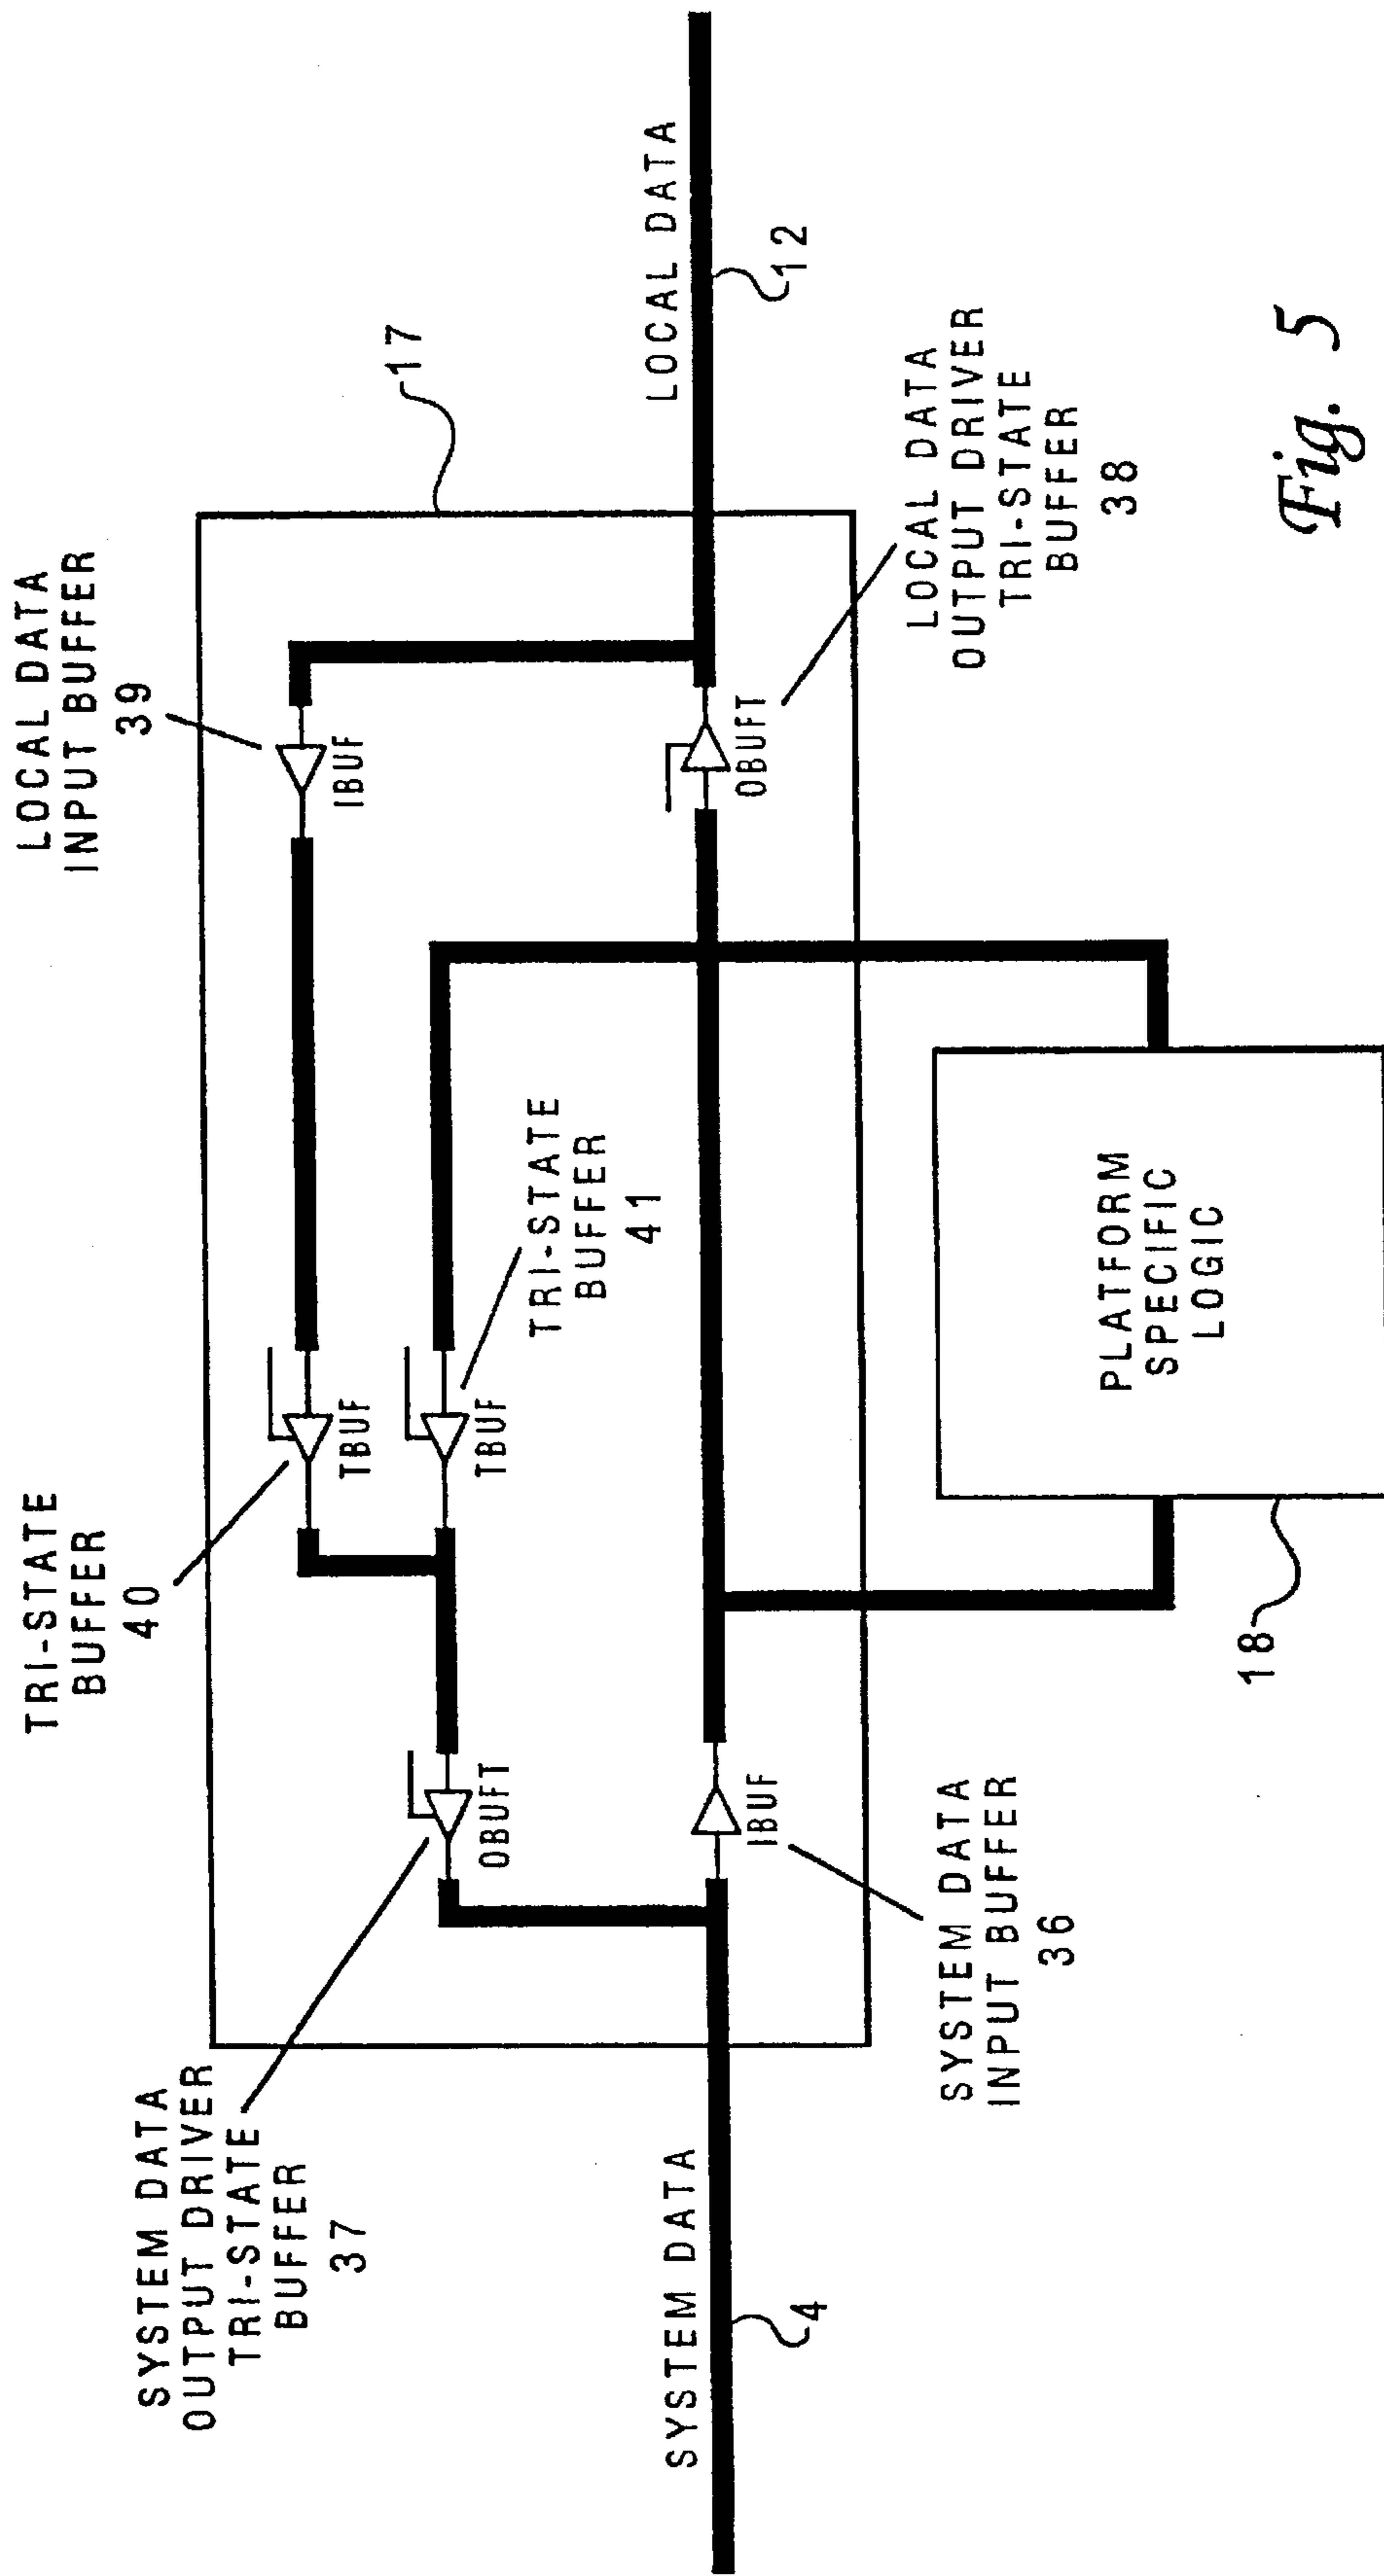 SYSTEM DATA
OUTPUT DRIVER
TRI-STATE
BUFFER
37
TRI-STATE
BUFFER
40
LOCAL DATA
INPUT BUFFER
39
17
TBUF
IBUF
OBUFT
TBUF
TRI-STATE
BUFFER
41
SYSTEM DATA
4
IBUF
OBUFT
LOCAL DATA
12
SYSTEM DATA
INPUT BUFFER
36
LOCAL DATA
OUTPUT DRIVER
TRI-STATE
BUFFER
38
PLATFORM
SPECIFIC
LOGIC
18
Fig. 5